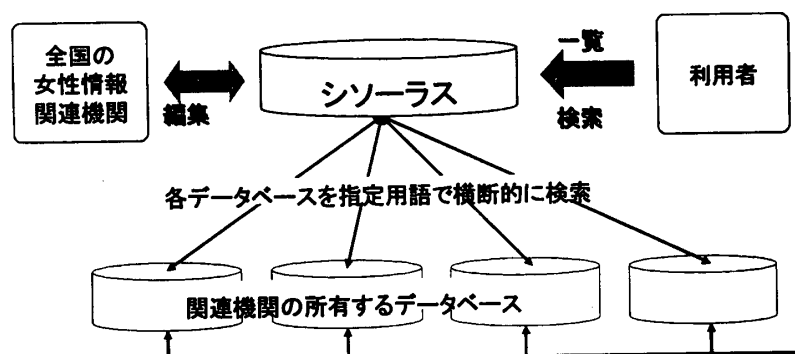 全国の
女性情報
関連機関
編集
シソーラス
一覧
検索
利用者
各データベースを指定用語で横断的に検索
関連機関の所有するデータベース